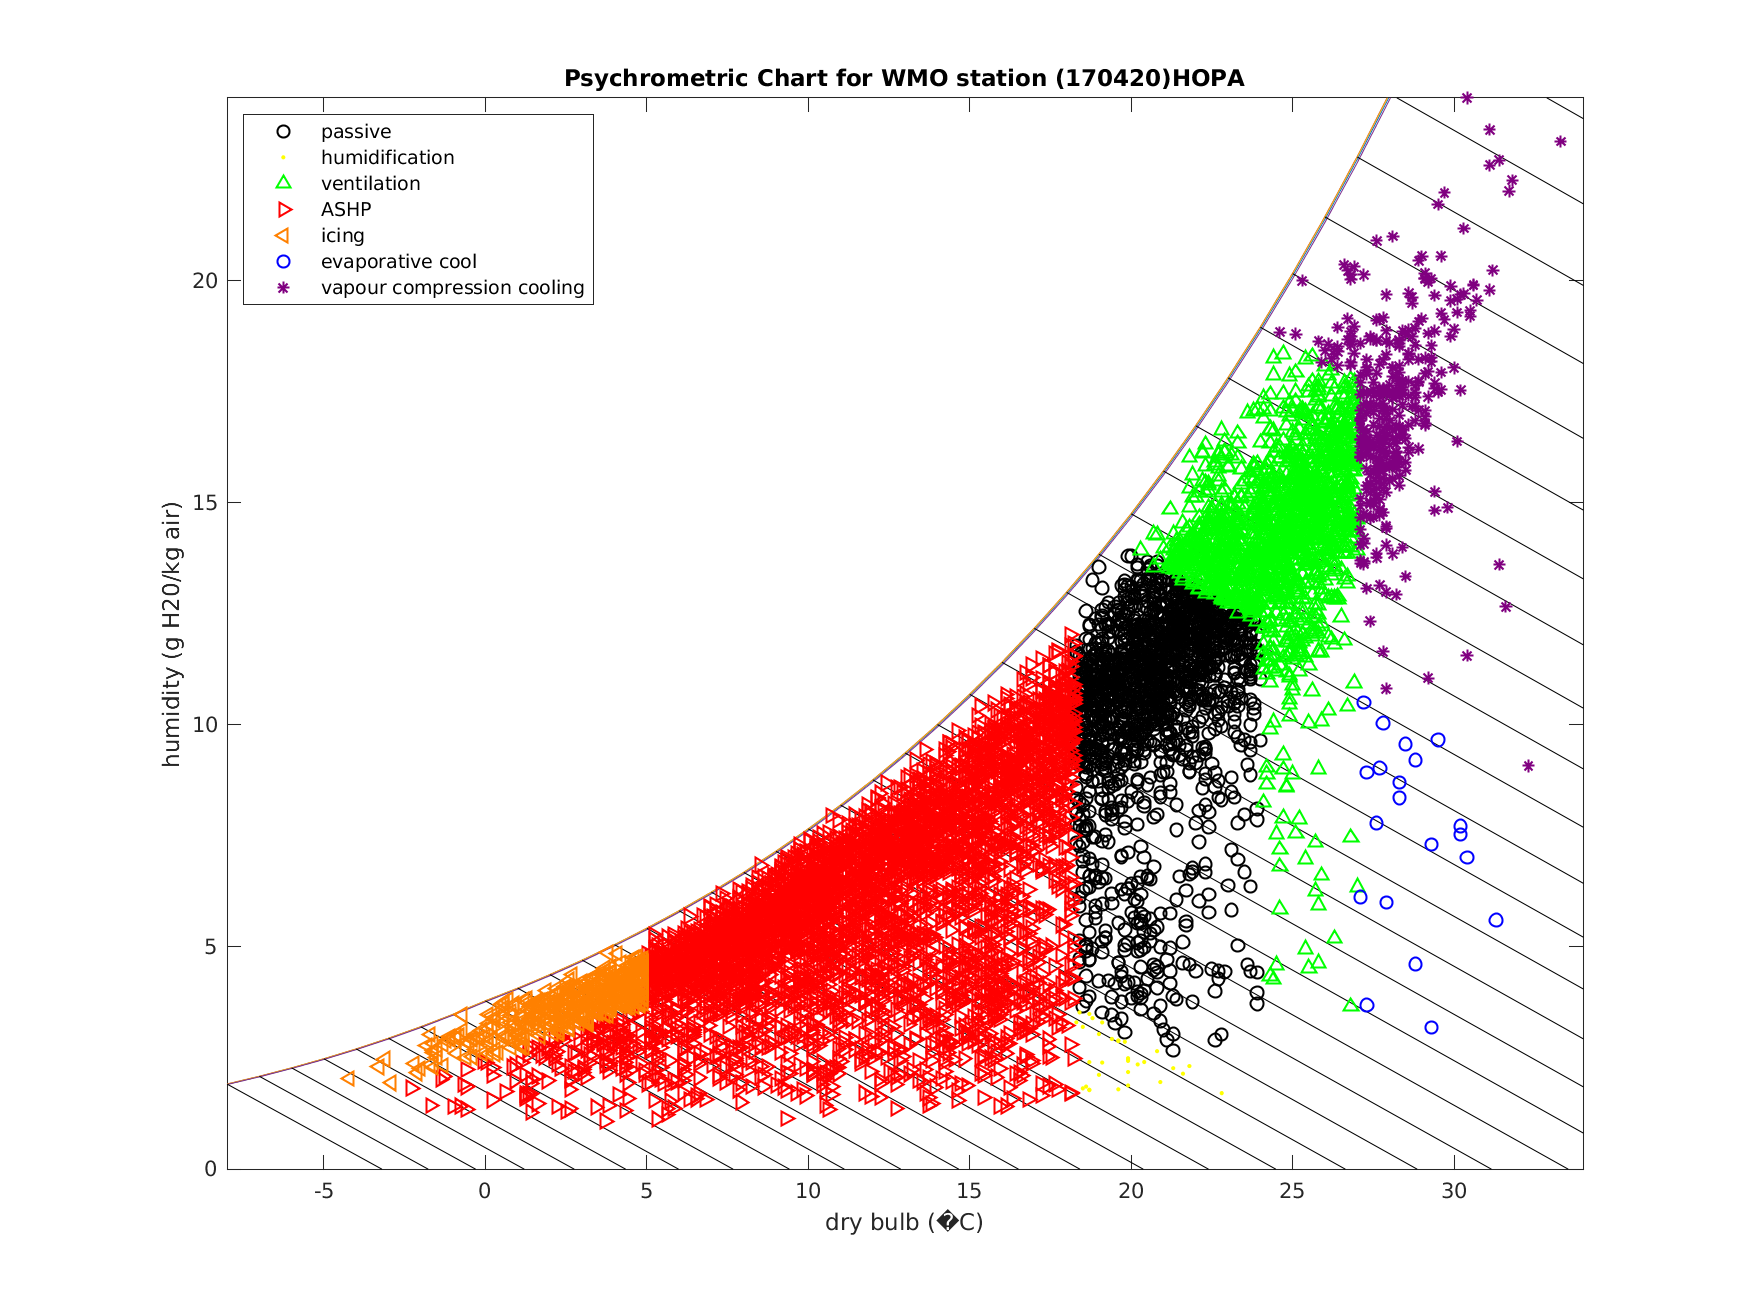 Psychrometric Chart for WMO station (170420)HOPA
passive
humidification
ventilation
ASHP
icing
evaporative cool
vapour compression cooling
humidity (g H20/kg air)
20
15
10
5
0
-5
0
5
10
15
20
25
30
dry bulb (�C)